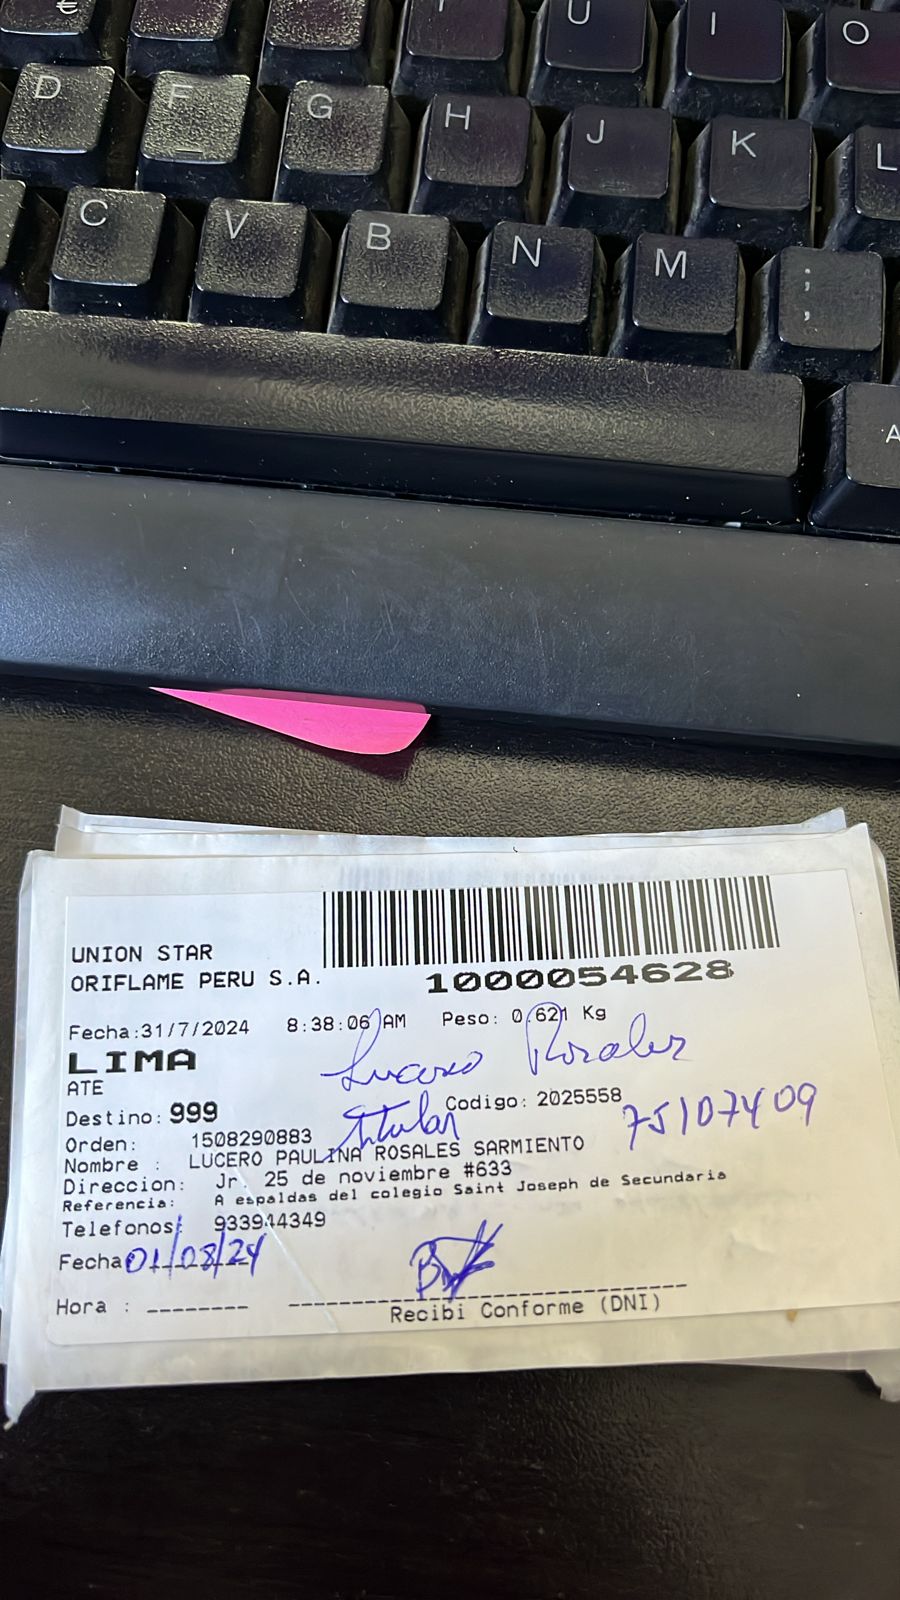 € T U I O
D F G H J K L
C V B N M ; ,
A
UNION STAR
ORIFLAME PERU S.A.
1000054628
Fecha:31/7/2024 8:38:06 AM Peso: 0.621 Kg
LIMA
Lucero Rosales
ATE
Destino: 999 Codigo: 2025558
titular 75107409
Orden: 1508290883
Nombre : LUCERO PAULINA ROSALES SARMIENTO
Direccion: Jr 25 de noviembre #633
Referencia: A espaldas del colegio Saint Joseph de Secundaria
Telefonos: 933944349
Fecha 01/08/24
Hora : --------
Recibi Conforme (DNI)